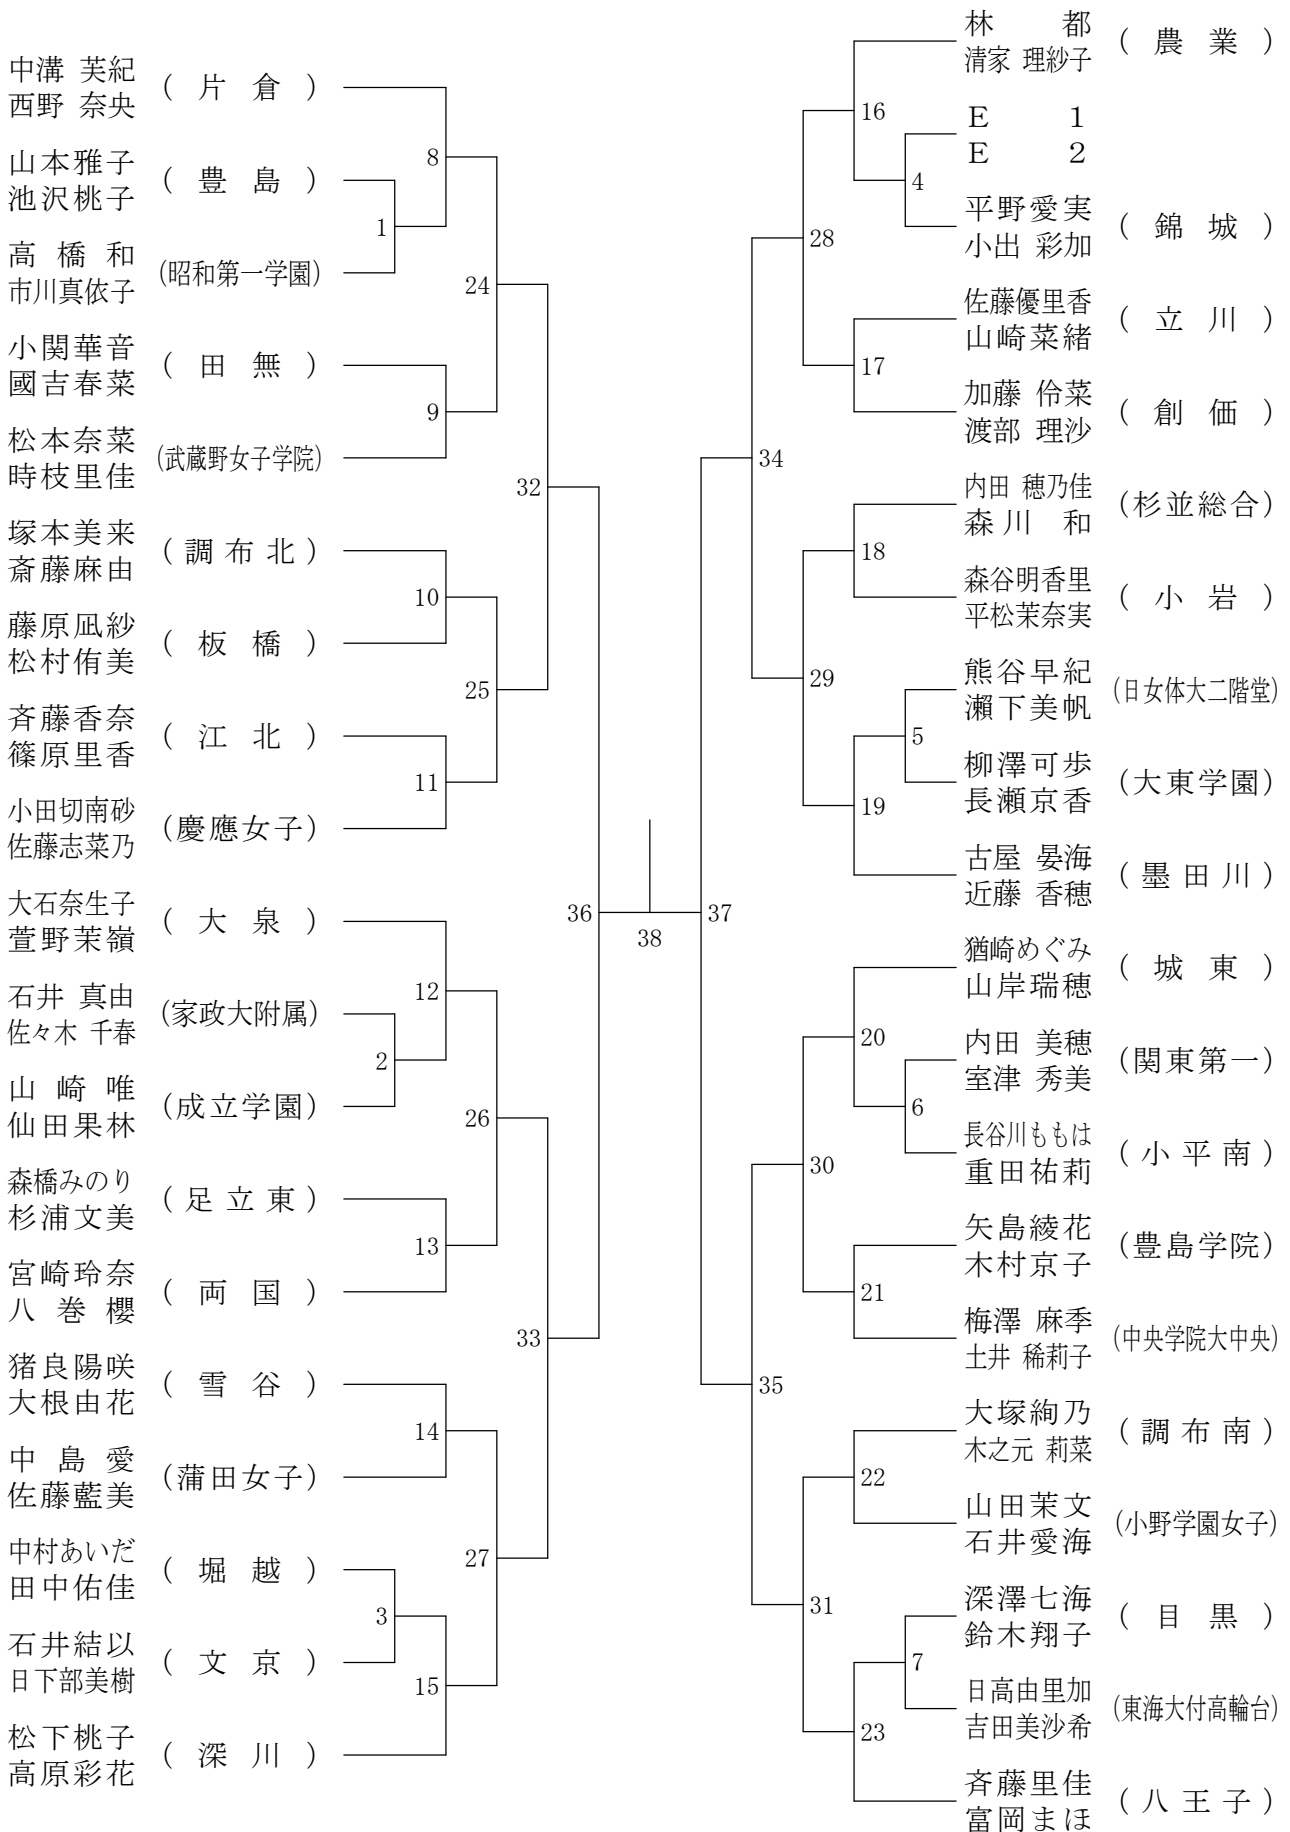 中溝 芙紀
西野 奈央
(片倉)
山本雅子
池沢桃子
(豊島)
高橋和
市川真依子
(昭和第一学園)
小関華音
國吉春菜
(田無)
松本奈菜
時枝里佳
(武蔵野女子学院)
塚本美来
斎藤麻由
(調布北)
藤原凪紗
松村侑美
(板橋)
斉藤香奈
篠原里香
(江北)
小田切南砂
佐藤志菜乃
(慶應女子)
大石奈生子
萱野茉嶺
(大泉)
石井 真由
佐々木 千春
(家政大附属)
山崎唯
仙田果林
(成立学園)
森橋みのり
杉浦文美
(足立東)
宮崎玲奈
八巻櫻
(両国)
猪良陽咲
大根由花
(雪谷)
中島愛
佐藤藍美
(蒲田女子)
中村あいだ
田中佑佳
(堀越)
石井結以
日下部美樹
(文京)
松下桃子
高原彩花
(深川)
1
2
3
8
9
10
11
12
13
14
15
24
25
26
27
32
33
36
38
37
34
35
28
29
30
31
16
17
18
19
20
21
22
23
4
5
6
7
林都
清家 理紗子
(農業)
E 1
E 2
平野愛実
小出 彩加
(錦城)
佐藤優里香
山崎菜緒
(立川)
加藤 伶菜
渡部 理沙
(創価)
内田 穂乃佳
森川和
(杉並総合)
森谷明香里
平松茉奈実
(小岩)
熊谷早紀
瀬下美帆
(日女体大二階堂)
柳澤可歩
長瀬京香
(大東学園)
古屋 晏海
近藤 香穂
(墨田川)
猶崎めぐみ
山岸瑞穂
(城東)
内田 美穂
室津 秀美
(関東第一)
長谷川ももは
重田祐莉
(小平南)
矢島綾花
木村京子
(豊島学院)
梅澤 麻季
土井 稀莉子
(中央学院大中央)
大塚絢乃
木之元 莉菜
(調布南)
山田茉文
石井愛海
(小野学園女子)
深澤七海
鈴木翔子
(目黒)
日高由里加
吉田美沙希
(東海大付高輪台)
斉藤里佳
富岡まほ
(八王子)